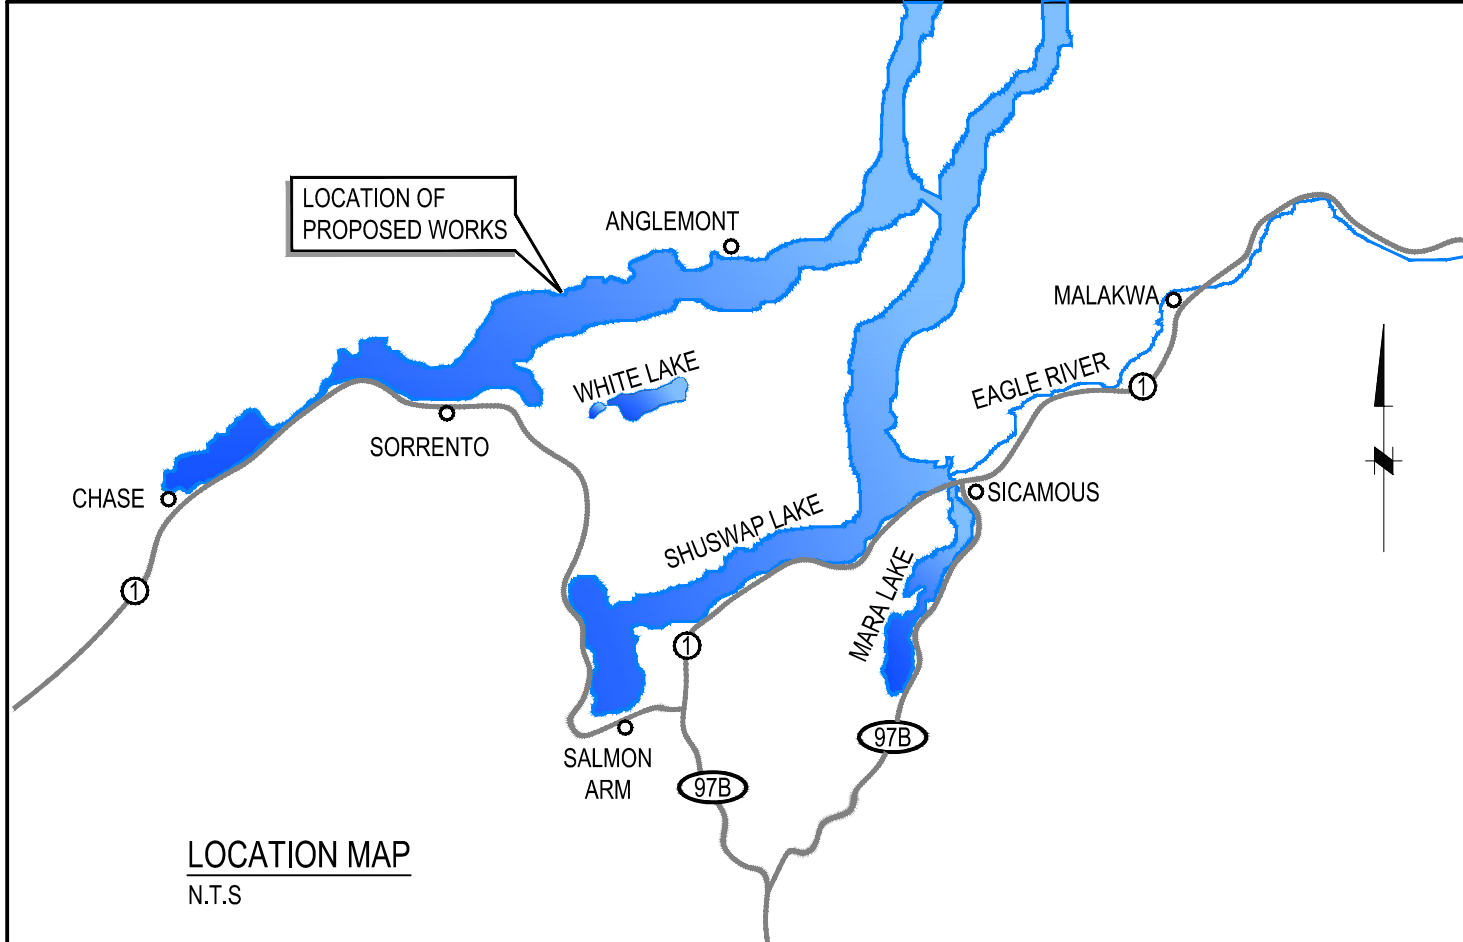 LOCATION OF
PROPOSED WORKS
ANGLEMONT
MALAKWA
WHITE LAKE
EAGLE RIVER
1
SORRENTO
CHASE
SICAMOUS
SHUSWAP LAKE
MARA LAKE
1
1
97B
SALMON
ARM
97B
LOCATION MAP
N.T.S